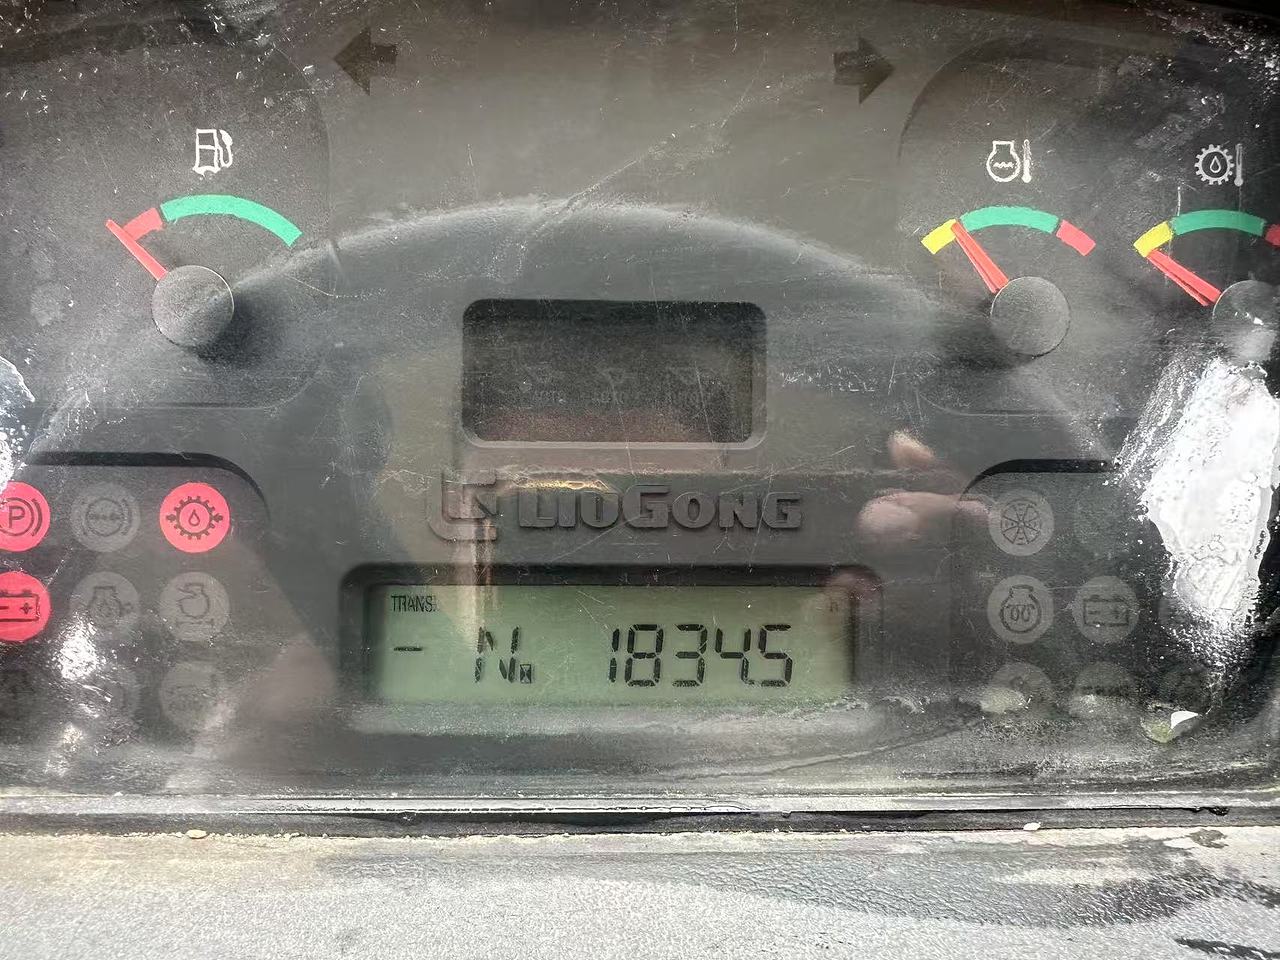 P
LIUGONG
TRANS
- N. 18345